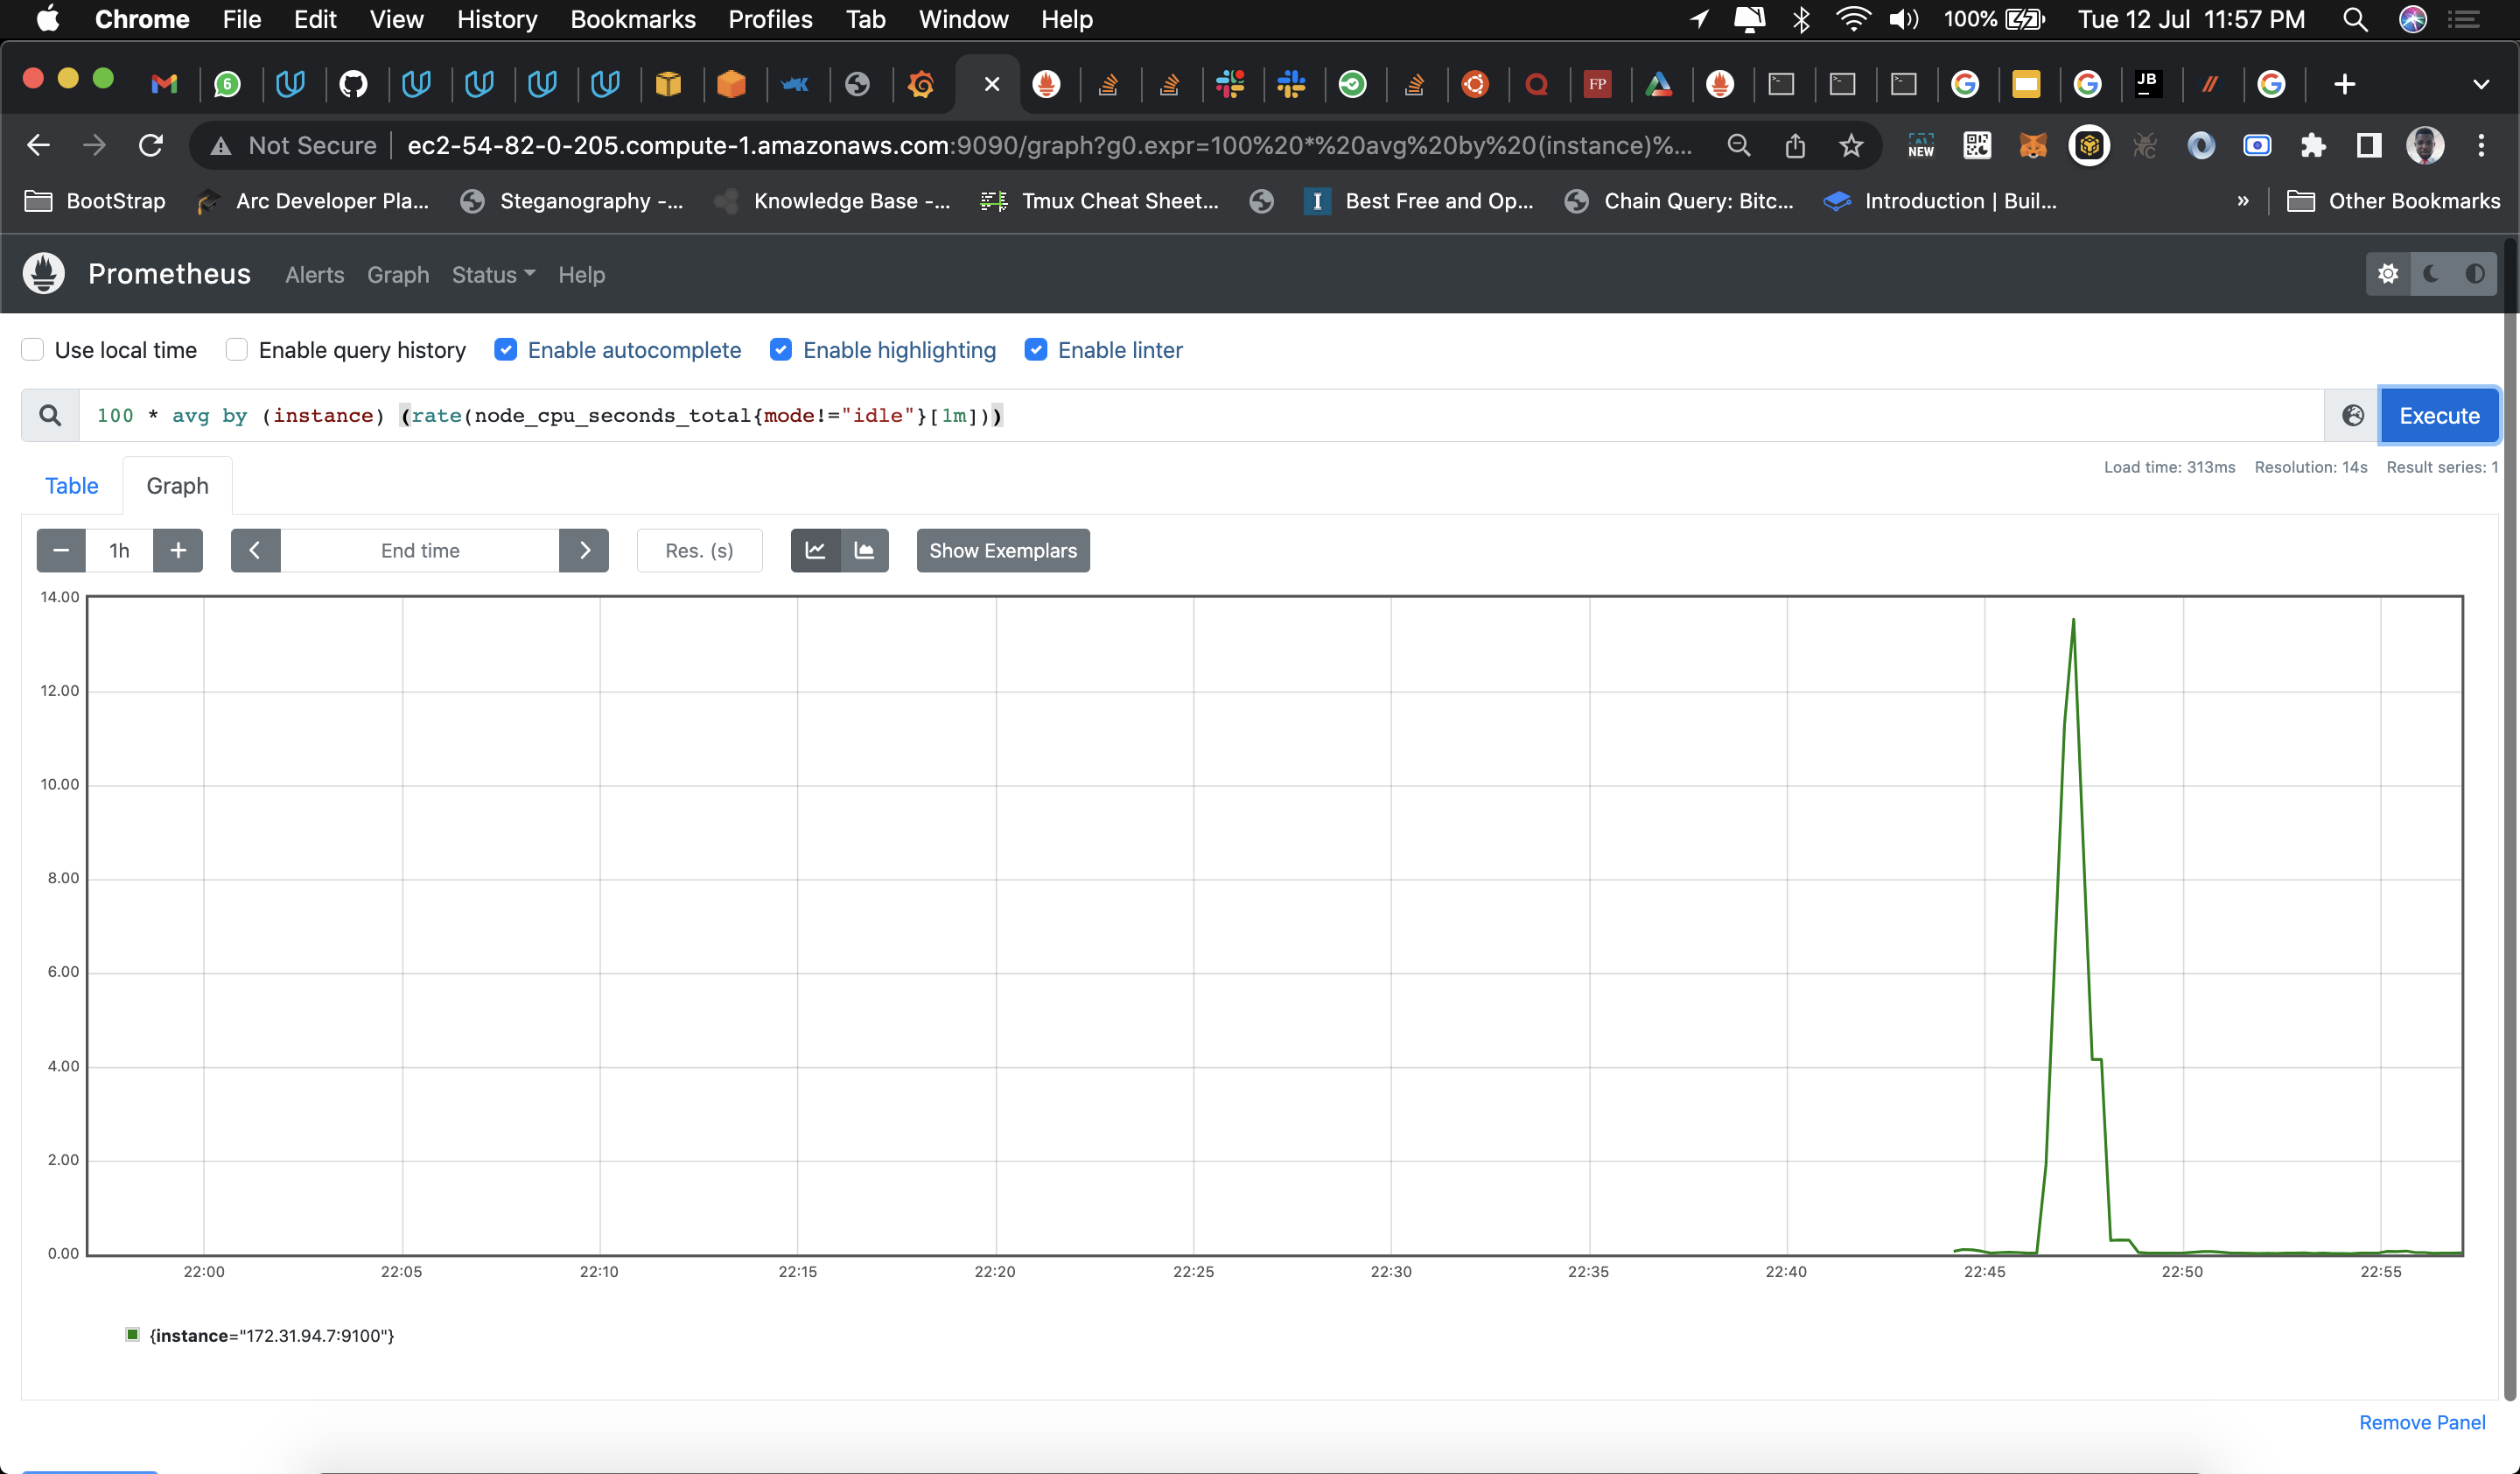 Chrome File Edit View History Bookmarks Profiles Tab Window Help 100% Tue 12 Jul 11:57 PM
6 FP JB
Not Secure ec2-54-82-0-205.compute-1.amazonaws.com:9090/graph?g0.expr=100%20*%20avg%20by%20(instance)%... NEW
BootStrap Arc Developer Pla... Steganography -... Knowledge Base -... Tmux Cheat Sheet... I Best Free and Op... Chain Query: Bitc... Introduction | Buil... » Other Bookmarks
Prometheus Alerts Graph Status Help
Use local time Enable query history Enable autocomplete Enable highlighting Enable linter
100 * avg by (instance) (rate(node_cpu_seconds_total{mode!="idle"}[1m])) Execute
Load time: 313ms Resolution: 14s Result series: 1
Table Graph
− 1h + End time Res. (s) Show Exemplars
14.00
12.00
10.00
8.00
6.00
4.00
2.00
0.00
22:00 22:05 22:10 22:15 22:20 22:25 22:30 22:35 22:40 22:45 22:50 22:55
{instance="172.31.94.7:9100"}
Remove Panel